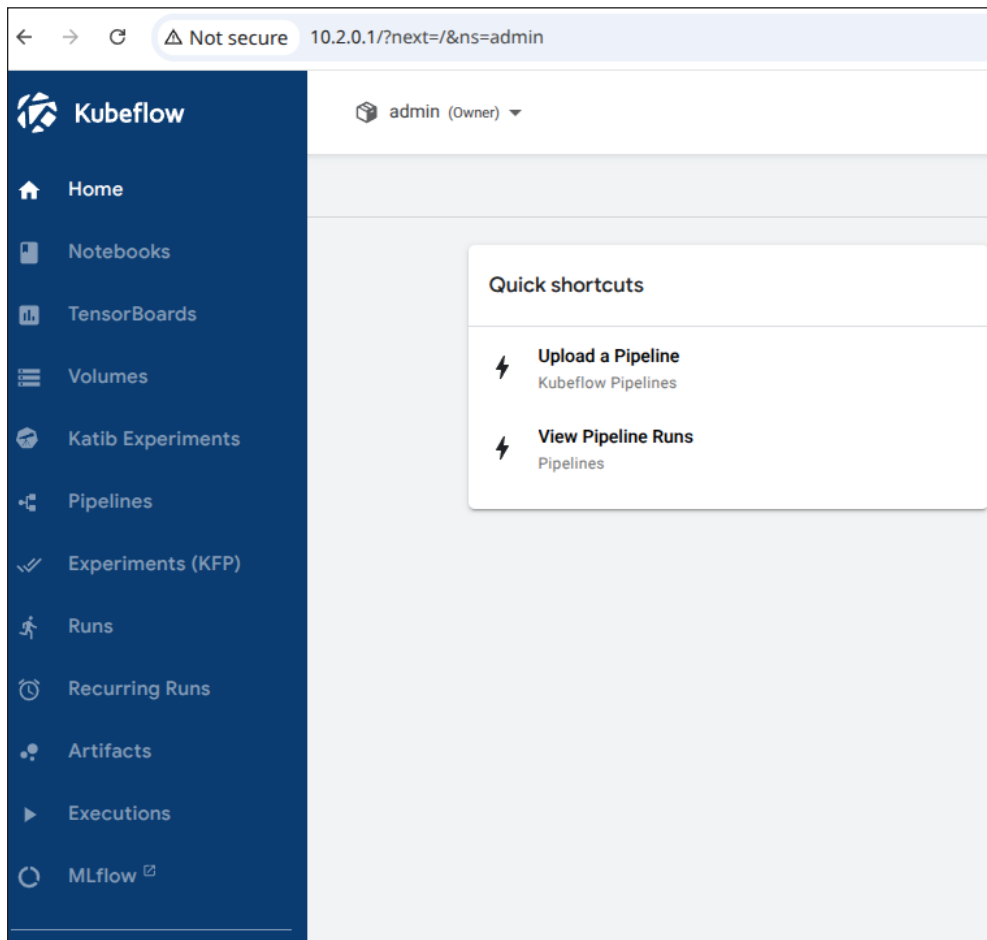 Not secure 10.2.0.1/?next=/&ns=admin
Kubeflow
admin (Owner)
Home
Notebooks
TensorBoards
Volumes
Katib Experiments
Pipelines
Experiments (KFP)
Runs
Recurring Runs
Artifacts
Executions
MLflow
Quick shortcuts
Upload a Pipeline
Kubeflow Pipelines
View Pipeline Runs
Pipelines